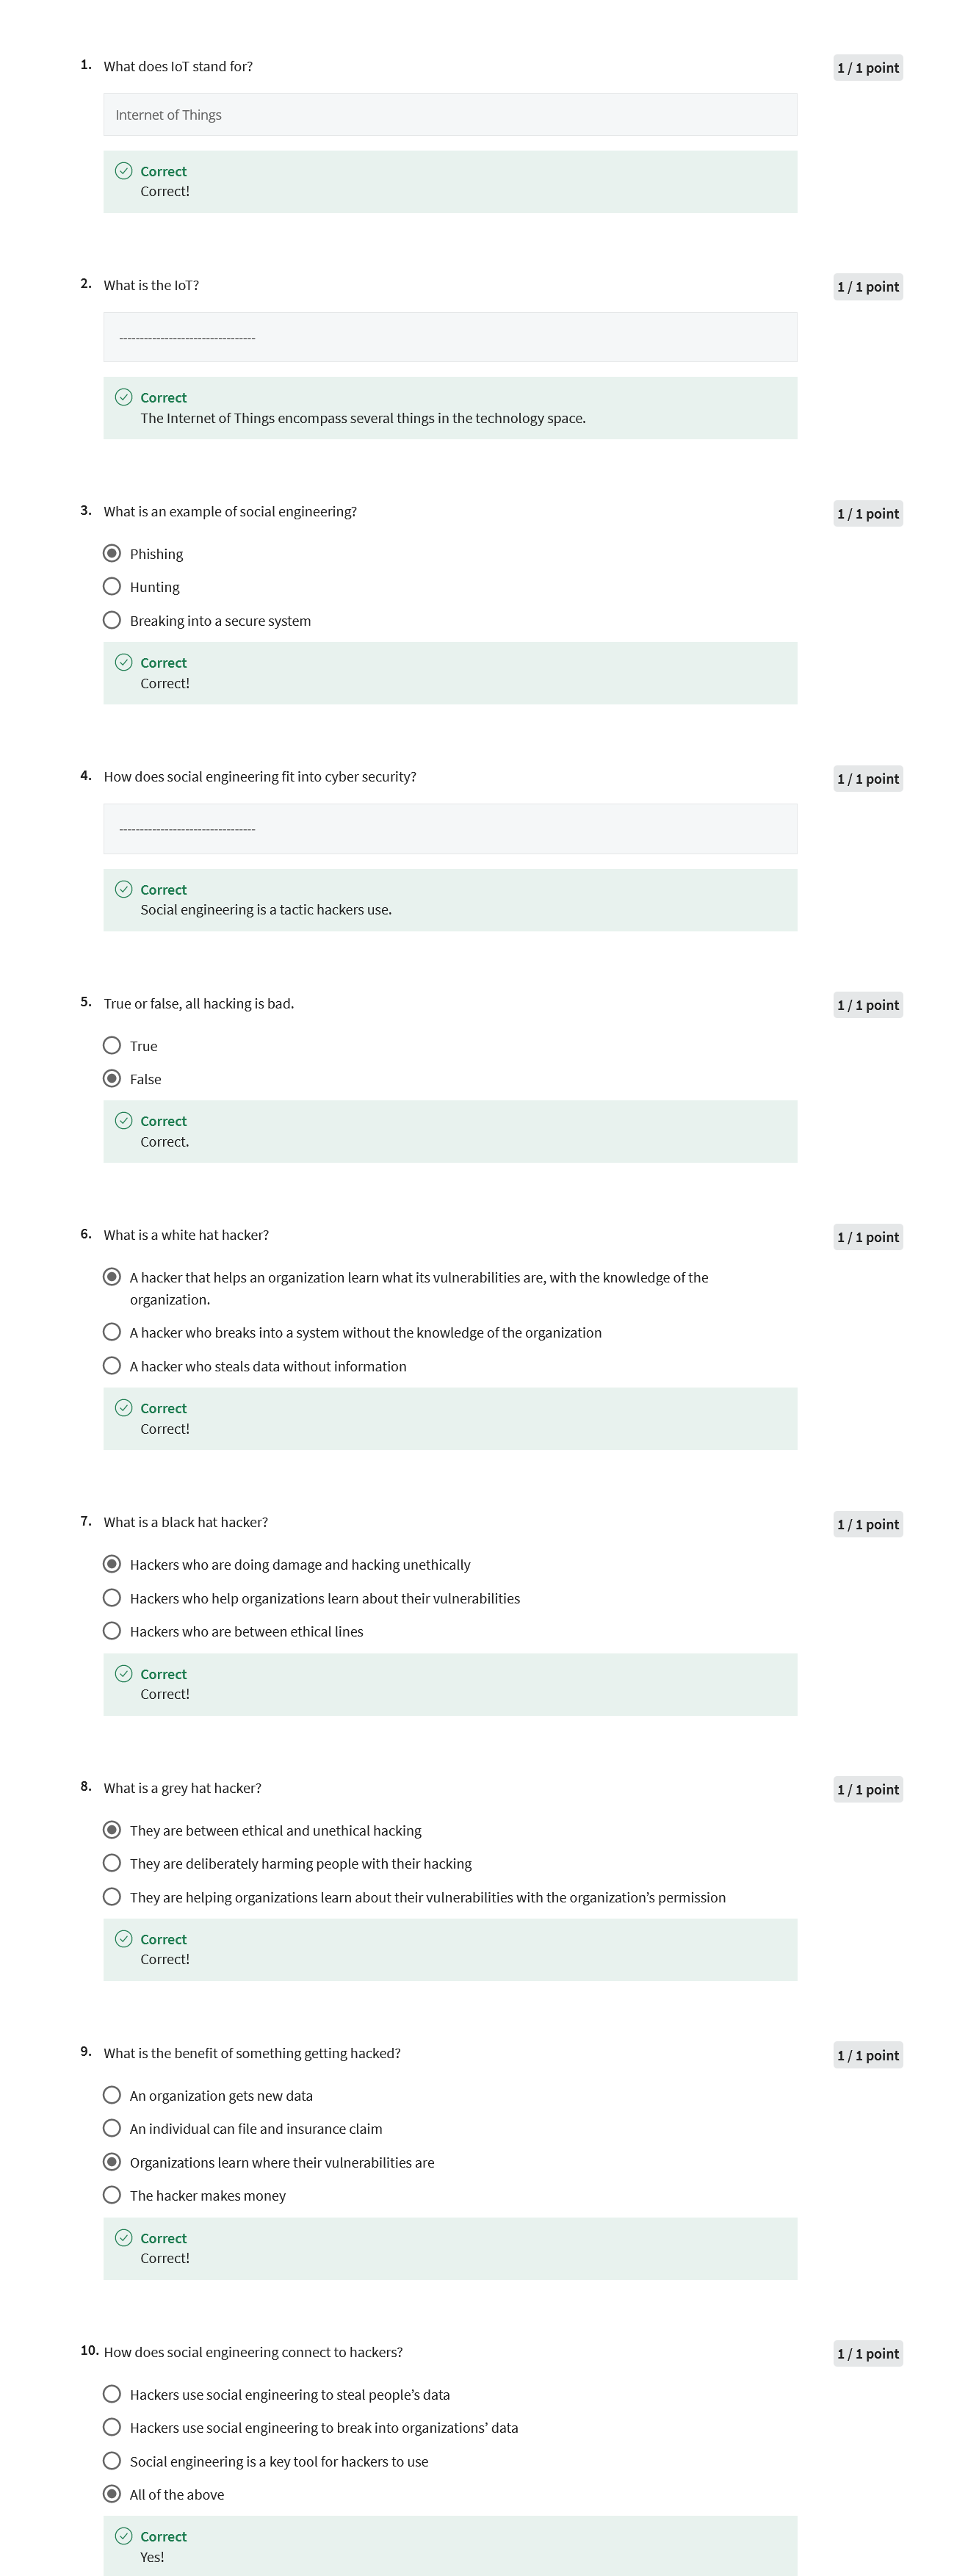 1. What does IoT stand for?
1 / 1 point
Internet of Things
Correct
Correct!
2. What is the IoT?
1 / 1 point
---------------------------------
Correct
The Internet of Things encompass several things in the technology space.
3. What is an example of social engineering?
1 / 1 point
Phishing
Hunting
Breaking into a secure system
Correct
Correct!
4. How does social engineering fit into cyber security?
1 / 1 point
---------------------------------
Correct
Social engineering is a tactic hackers use.
5. True or false, all hacking is bad.
1 / 1 point
True
False
Correct
Correct.
6. What is a white hat hacker?
1 / 1 point
A hacker that helps an organization learn what its vulnerabilities are, with the knowledge of the
organization.
A hacker who breaks into a system without the knowledge of the organization
A hacker who steals data without information
Correct
Correct!
7. What is a black hat hacker?
1 / 1 point
Hackers who are doing damage and hacking unethically
Hackers who help organizations learn about their vulnerabilities
Hackers who are between ethical lines
Correct
Correct!
8. What is a grey hat hacker?
1 / 1 point
They are between ethical and unethical hacking
They are deliberately harming people with their hacking
They are helping organizations learn about their vulnerabilities with the organization’s permission
Correct
Correct!
9. What is the benefit of something getting hacked?
1 / 1 point
An organization gets new data
An individual can file and insurance claim
Organizations learn where their vulnerabilities are
The hacker makes money
Correct
Correct!
10. How does social engineering connect to hackers?
1 / 1 point
Hackers use social engineering to steal people’s data
Hackers use social engineering to break into organizations’ data
Social engineering is a key tool for hackers to use
All of the above
Correct
Yes!